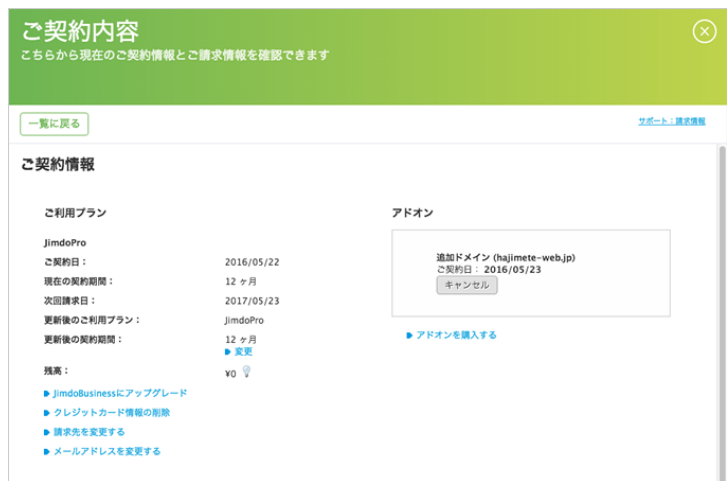 ご契約内容
こちらから現在のご契約情報とご請求情報を確認できます
一覧に戻る
サポート：請求情報
ご契約情報
ご利用プラン
JimdoPro
ご契約日： 2016/05/22
現在の契約期間： 12 ヶ月
次回請求日： 2017/05/23
更新後のご利用プラン： JimdoPro
更新後の契約期間： 12 ヶ月
変更
残高： ¥0
JimdoBusinessにアップグレード
クレジットカード情報の削除
請求先を変更する
メールアドレスを変更する
アドオン
追加ドメイン (hajimete-web.jp)
ご契約日： 2016/05/23
キャンセル
アドオンを購入する